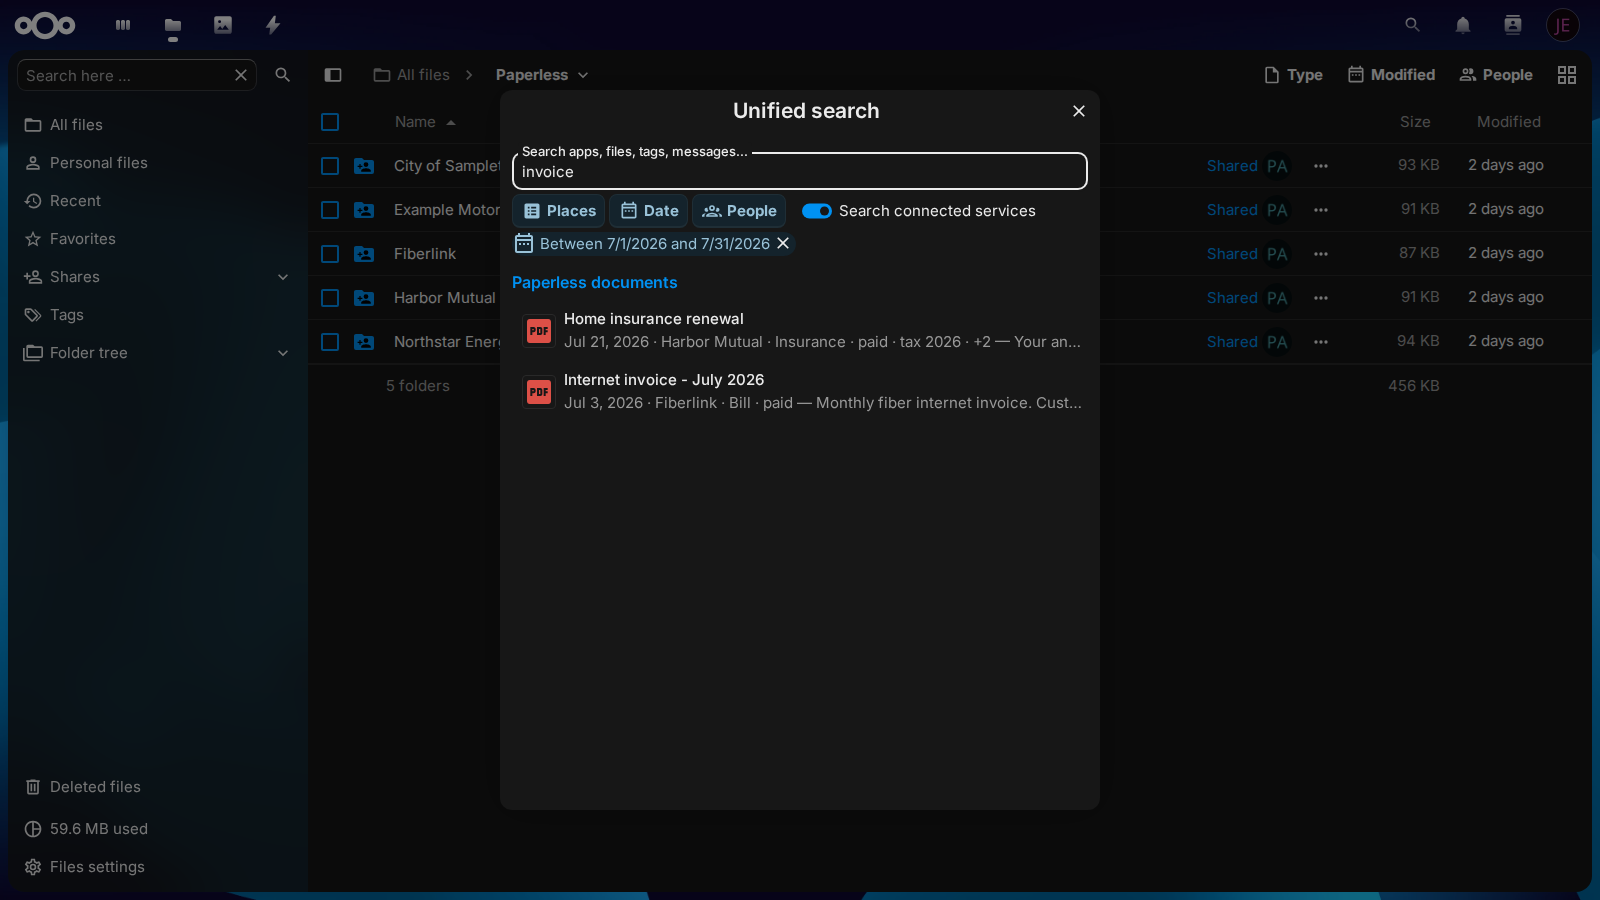 JE
Search here ...
All files
Paperless
Type
Modified
People
All files
Personal files
Recent
Favorites
Shares
Tags
Folder tree
Deleted files
59.6 MB used
Files settings
Name
Size
Modified
City of Samplet
Shared
PA
93 KB
2 days ago
Example Motor
Shared
PA
91 KB
2 days ago
Fiberlink
Shared
PA
87 KB
2 days ago
Harbor Mutual
Shared
PA
91 KB
2 days ago
Northstar Energ
Shared
PA
94 KB
2 days ago
5 folders
456 KB
Unified search
Search apps, files, tags, messages...
invoice
Places
Date
People
Search connected services
Between 7/1/2026 and 7/31/2026
Paperless documents
PDF
Home insurance renewal
Jul 21, 2026 · Harbor Mutual · Insurance · paid · tax 2026 · +2 — Your an...
PDF
Internet invoice - July 2026
Jul 3, 2026 · Fiberlink · Bill · paid — Monthly fiber internet invoice. Cust...